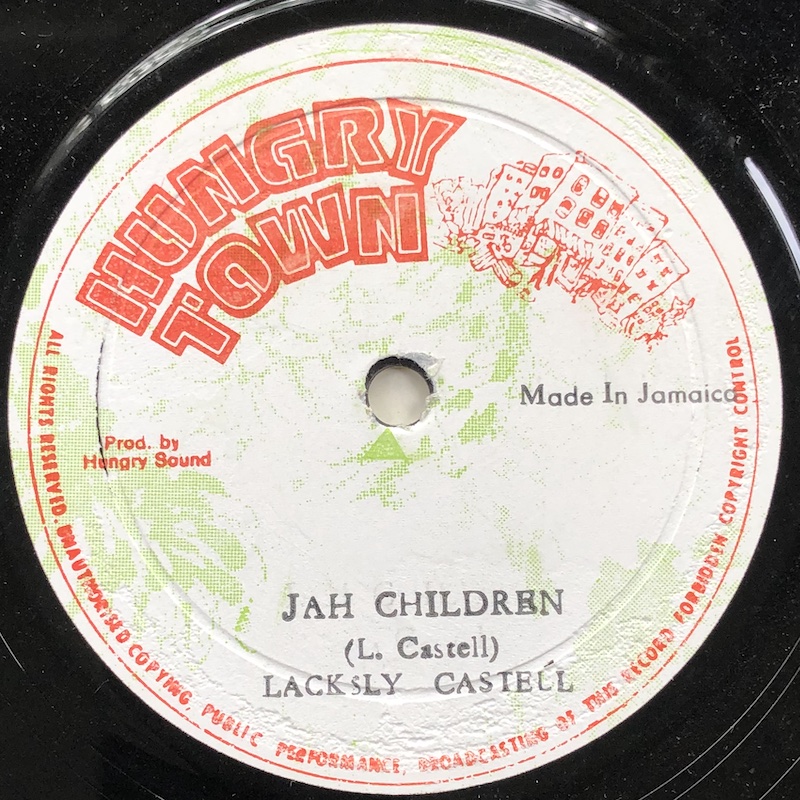 HUNGRY
TOWN
Made In Jamaica
Prod. by
Hungry Sound
JAH CHILDREN
(L. Castell)
LACKSLY CASTELL
ALL RIGHTS RESERVED. UNAUTHORISED COPYING, PUBLIC PERFORMANCE, BROADCASTING OF THIS RECORD FORBIDDEN COPYRIGHT CONTROL